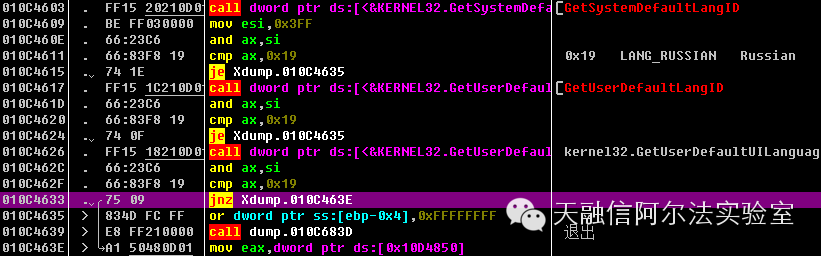 010C4603 . FF15 20210D0 call dword ptr ds:[<&KERNEL32.GetSystemDefa GetSystemDefaultLangID
010C4609 . BE FF030000 mov esi,0x3FF
010C460E . 66:23C6 and ax,si
010C4611 . 66:83F8 19 cmp ax,0x19 0x19 LANG_RUSSIAN Russian
010C4615 . 74 1E je Xdump.010C4635
010C4617 . FF15 1C210D0 call dword ptr ds:[<&KERNEL32.GetUserDefaul GetUserDefaultLangID
010C461D . 66:23C6 and ax,si
010C4620 . 66:83F8 19 cmp ax,0x19
010C4624 . 74 0F je Xdump.010C4635
010C4626 . FF15 18210D0 call dword ptr ds:[<&KERNEL32.GetUserDefaul kernel32.GetUserDefaultUILanguag
010C462C . 66:23C6 and ax,si
010C462F . 66:83F8 19 cmp ax,0x19
010C4633 . 75 09 jnz Xdump.010C463E
010C4635 > 834D FC FF or dword ptr ss:[ebp-0x4],0xFFFFFFFF
010C4639 > E8 FF210000 call dump.010C683D 退出
010C463E > A1 50480D01 mov eax,dword ptr ds:[0x10D4850]
天融信阿尔法实验室